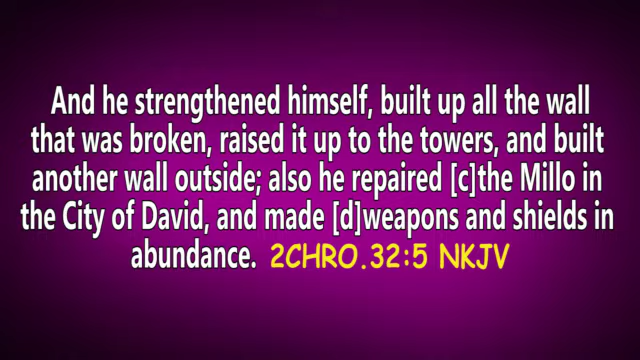 And he strengthened himself, built up all the wall
that was broken, raised it up to the towers, and built
another wall outside; also he repaired [c]the Millo in
the City of David, and made [d]weapons and shields in
abundance. 2CHRO.32:5 NKJV